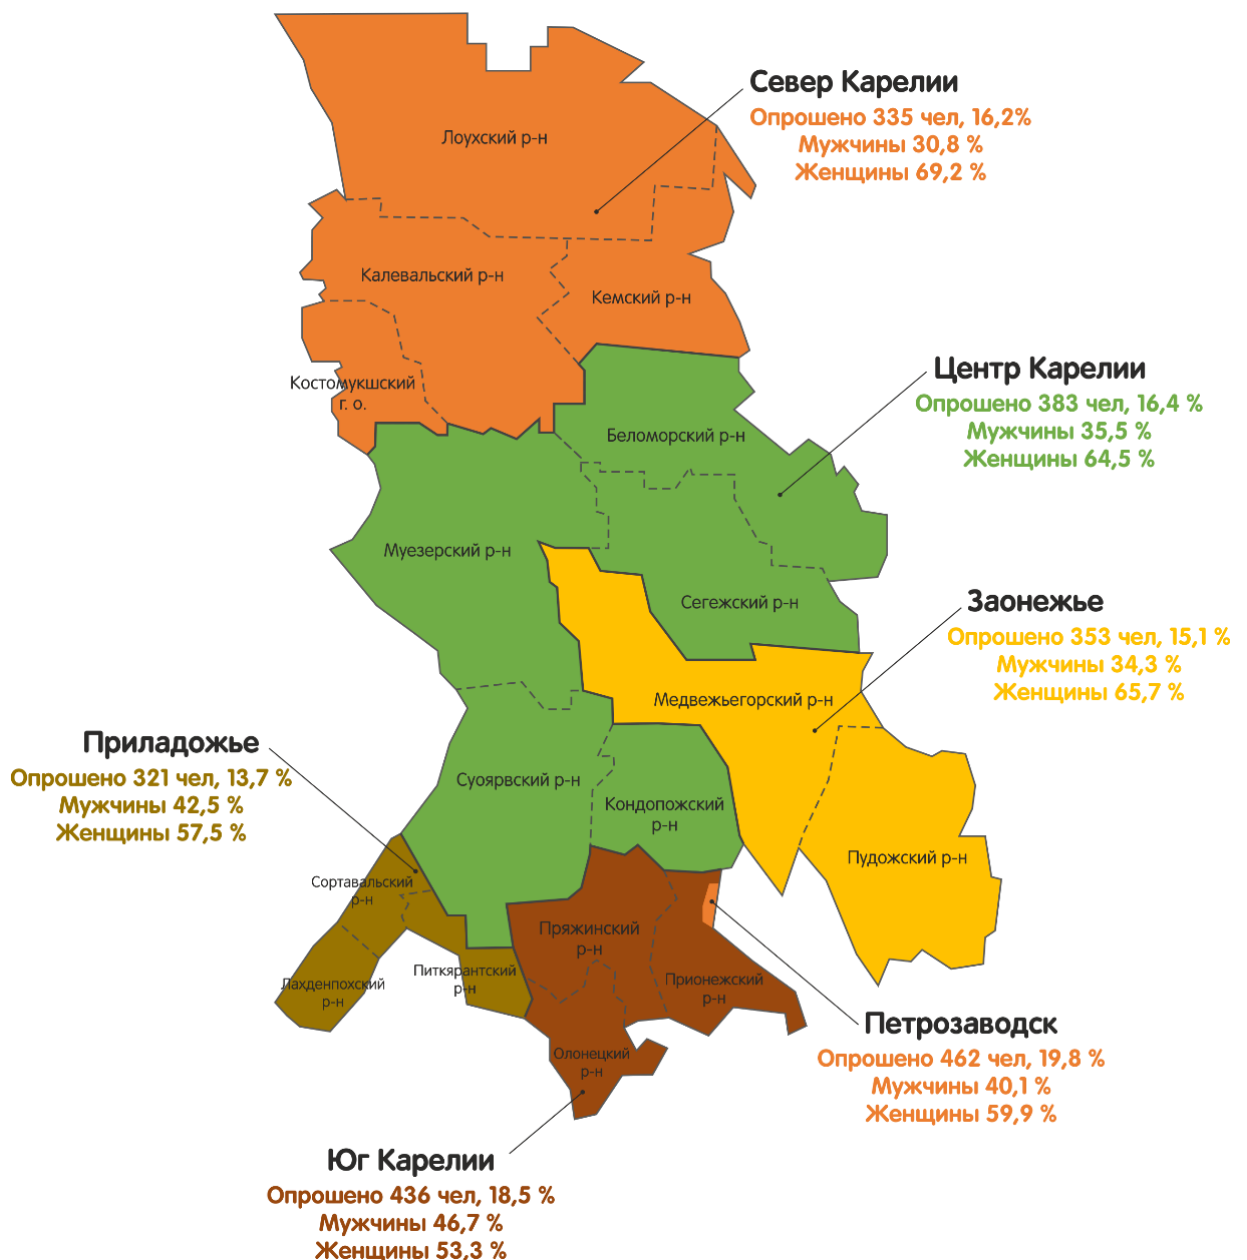 Север Карелии
Опрошено 335 чел, 16,2%
Мужчины 30,8 %
Женщины 69,2 %
Лоухский р-н
Калевальский р-н
Кемский р-н
Костомукшский
г. о.
Центр Карелии
Опрошено 383 чел, 16,4 %
Мужчины 35,5 %
Женщины 64,5 %
Беломорский р-н
Муезерский р-н
Сегежский р-н
Заонежье
Опрошено 353 чел, 15,1 %
Мужчины 34,3 %
Женщины 65,7 %
Медвежьегорский р-н
Приладожье
Опрошено 321 чел, 13,7 %
Мужчины 42,5 %
Женщины 57,5 %
Суоярвский р-н
Кондопожский
р-н
Пудожский р-н
Сортавальский
р-н
Пряжинский
р-н
Питкярантский
р-н
Лахденпохский
р-н
Прионежский
р-н
Петрозаводск
Опрошено 462 чел, 19,8 %
Мужчины 40,1 %
Женщины 59,9 %
Олонецкий
р-н
Юг Карелии
Опрошено 436 чел, 18,5 %
Мужчины 46,7 %
Женщины 53,3 %